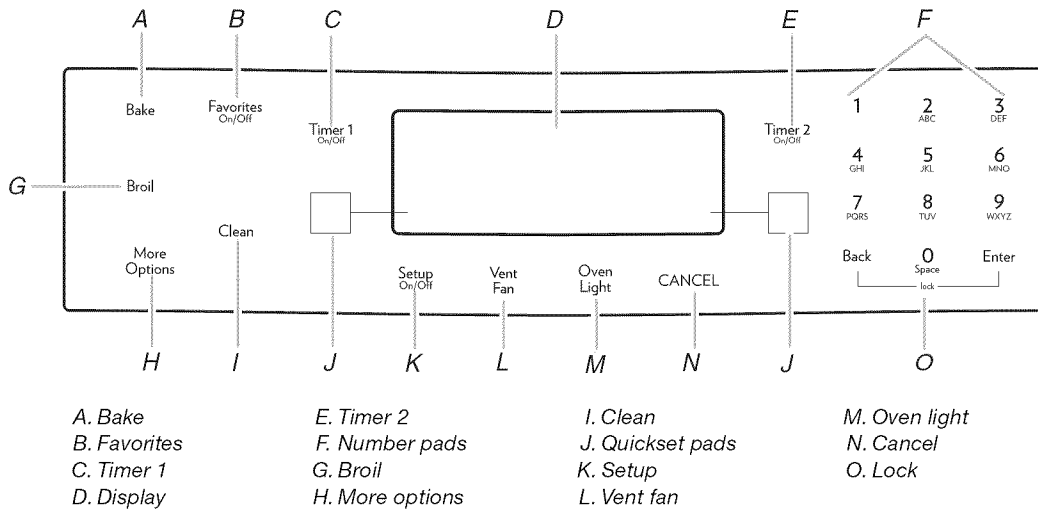 A B C D E F
Bake
Favorites
On/Off
Timer 1
On/Off
Timer 2
On/Off
1 2 3
ABC DEF
4 5 6
GHI JKL MNO
7 8 9
PQRS TUV WXYZ
G
Broil
Clean
More
Options
Setup
On/Off
Vent
Fan
Oven
Light
CANCEL
Back 0 Enter
Space
lock
H I J K L M N J O
A. Bake
B. Favorites
C. Timer 1
D. Display
E. Timer 2
F. Number pads
G. Broil
H. More options
I. Clean
J. Quickset pads
K. Setup
L. Vent fan
M. Oven light
N. Cancel
O. Lock